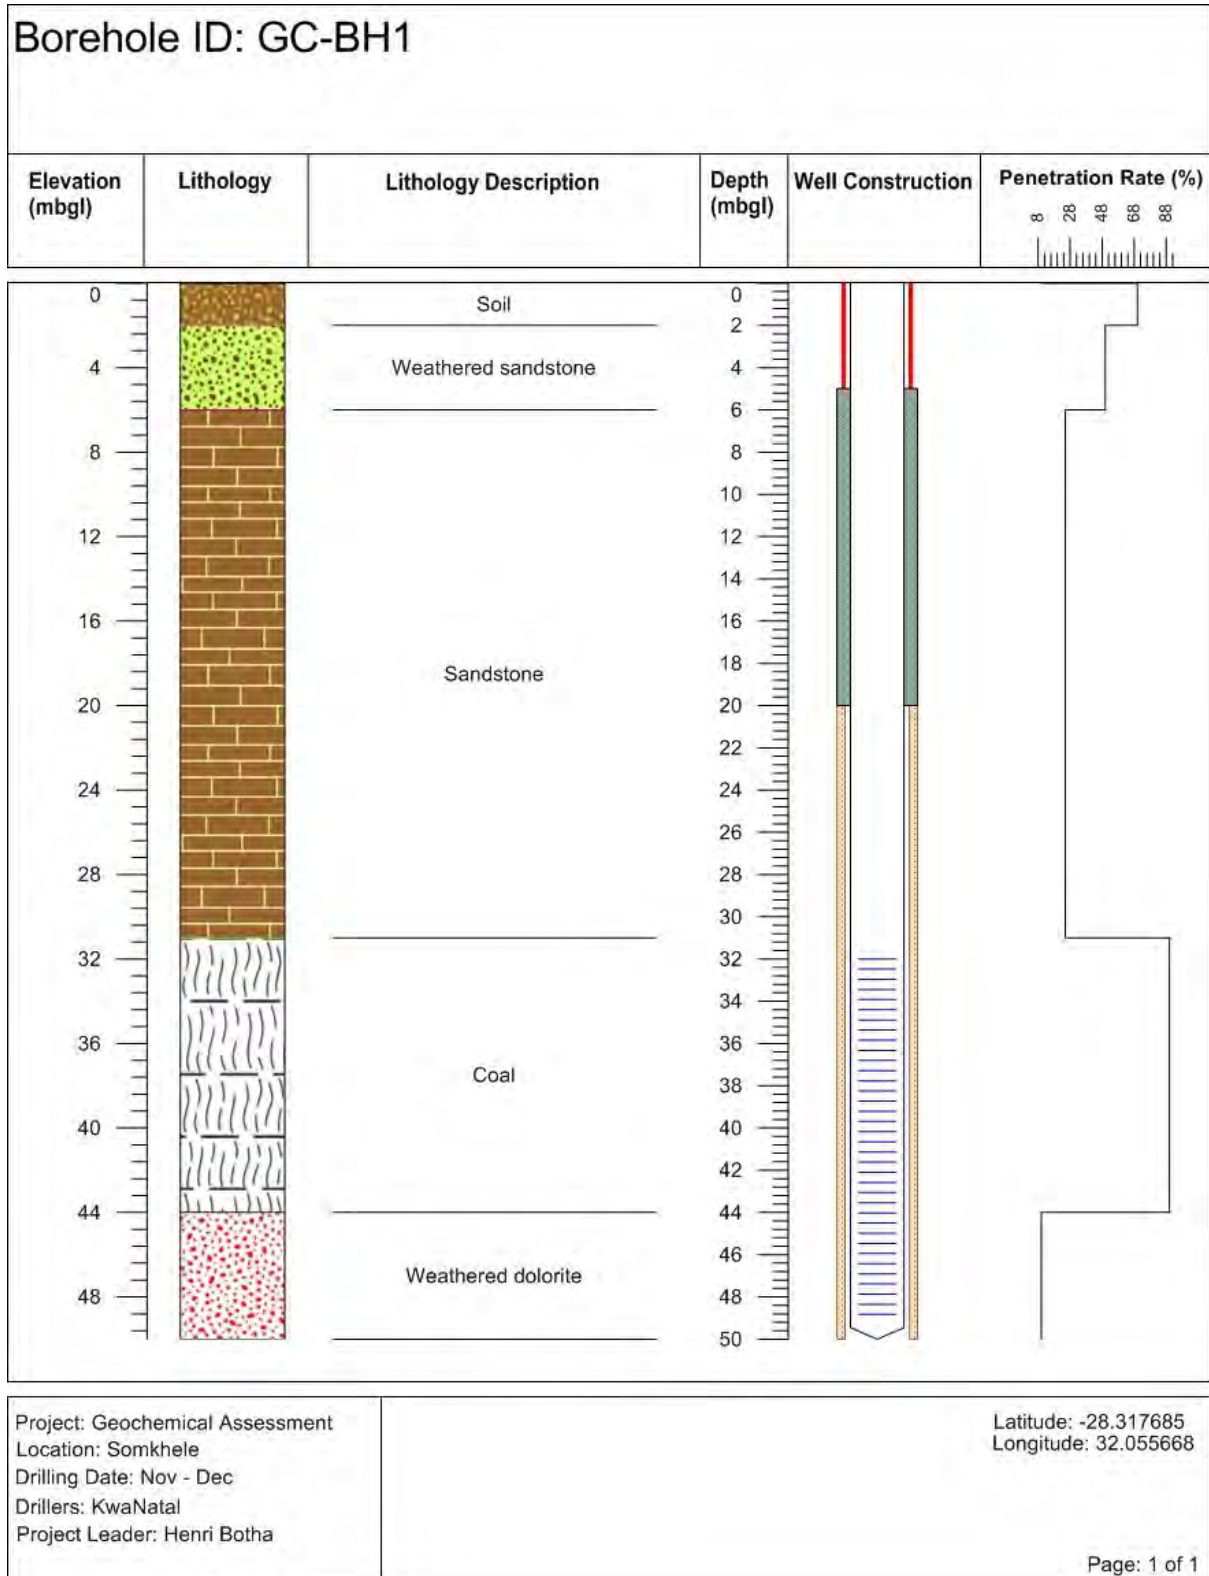 Borehole ID: GC-BH1
Elevation (mbgl)
Lithology
Lithology Description
Depth (mbgl)
Well Construction
Penetration Rate (%)
8 28 48 68 88
0
4
8
12
16
20
24
28
32
36
40
44
48
Soil
Weathered sandstone
Sandstone
Coal
Weathered dolorite
0
2
4
6
8
10
12
14
16
18
20
22
24
26
28
30
32
34
36
38
40
42
44
46
48
50
Project: Geochemical Assessment
Location: Somkhele
Drilling Date: Nov - Dec
Drillers: KwaNatal
Project Leader: Henri Botha
Latitude: -28.317685
Longitude: 32.055668
Page: 1 of 1